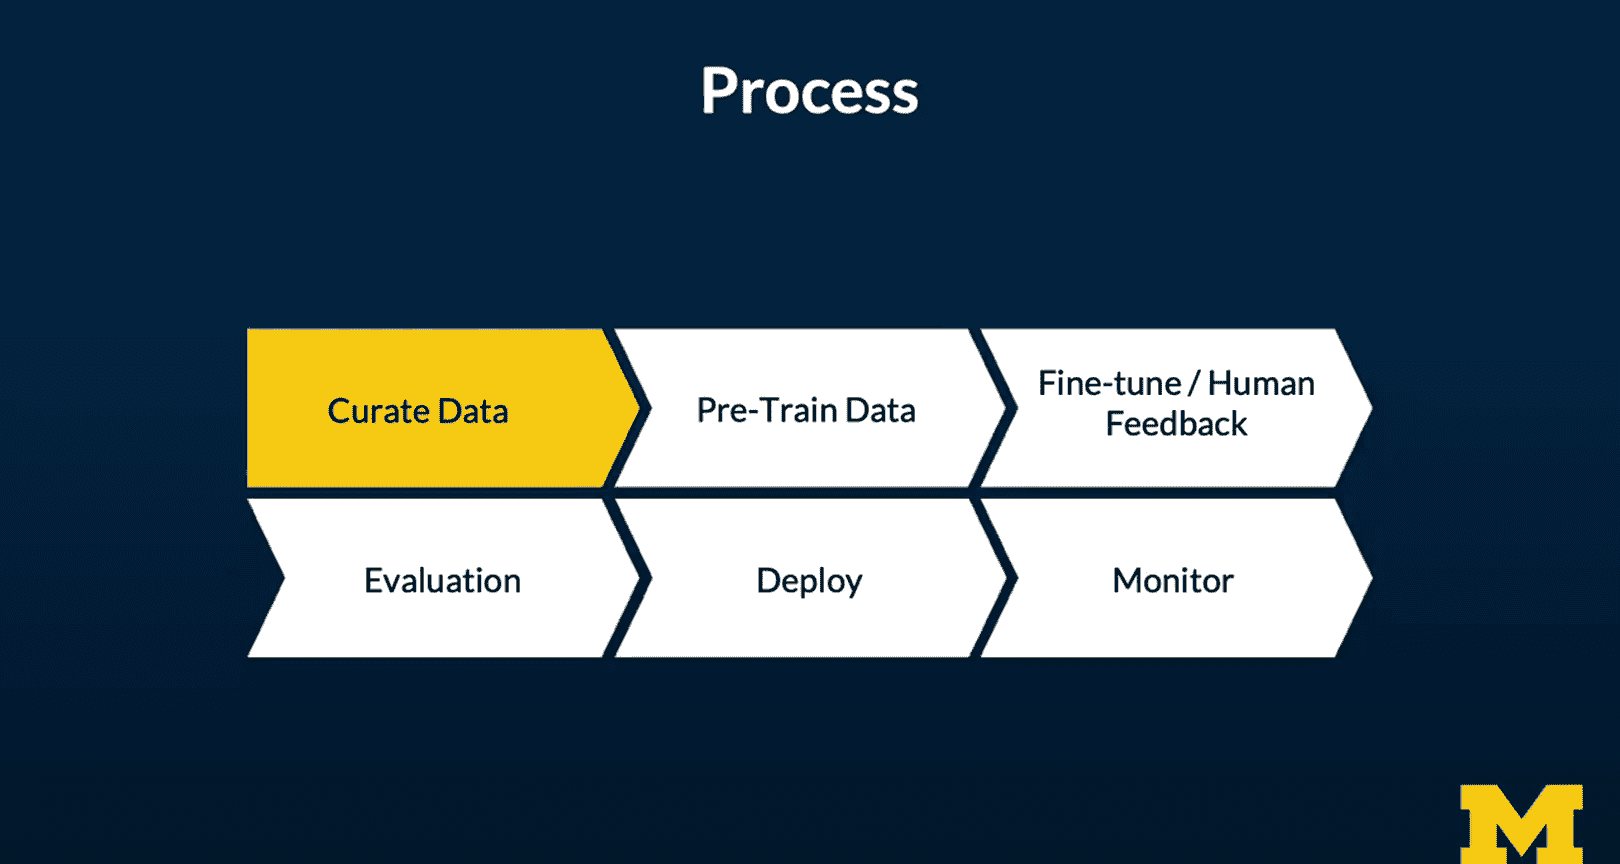 Process
Curate Data
Pre-Train Data
Fine-tune / Human
Feedback
Evaluation
Deploy
Monitor
M